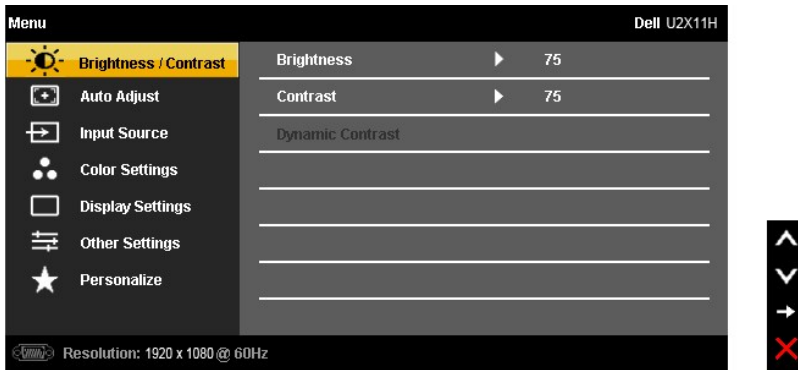 Menu Dell U2X11H
Brightness / Contrast Brightness 75
Auto Adjust Contrast 75
Input Source Dynamic Contrast
Color Settings
Display Settings
Other Settings
Personalize
Resolution: 1920 x 1080 @ 60Hz